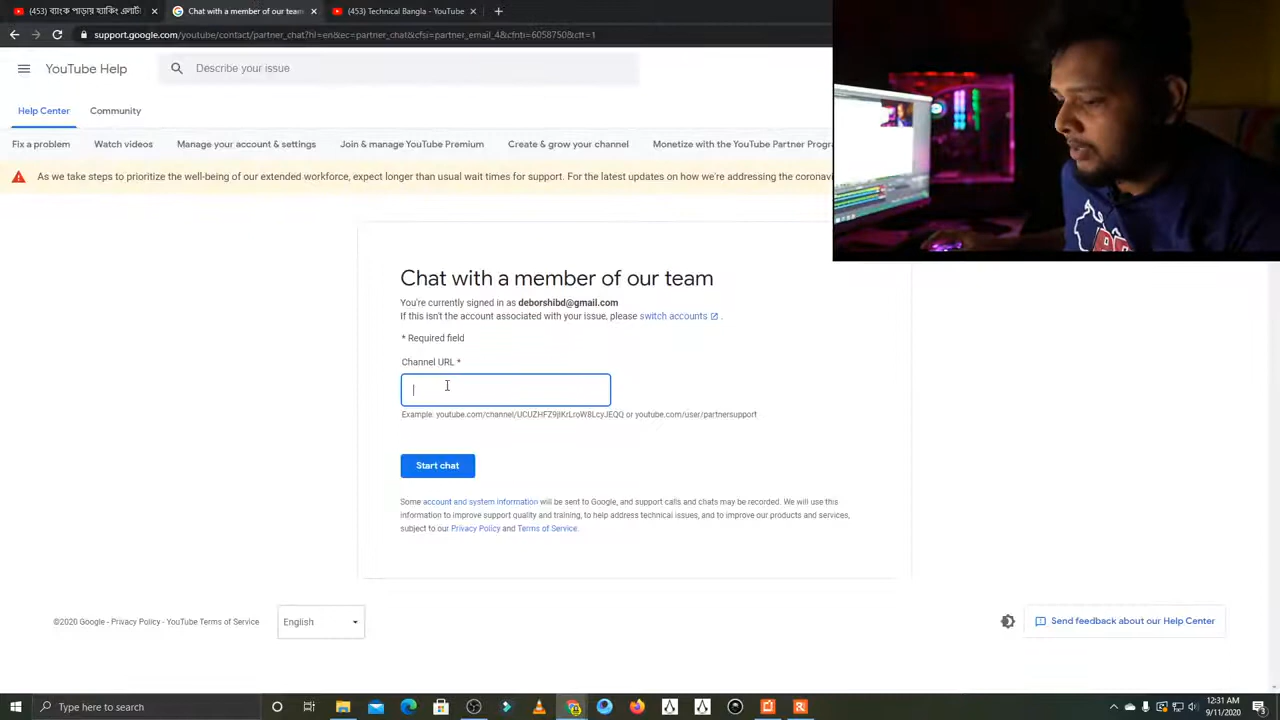 (453) ব্যাংক পাড়ায় হ্যাকিং এলার্ট!
Chat with a member of our team
(453) Technical Bangla - YouTube
support.google.com/youtube/contact/partner_chat?hl=en&ec=partner_chat&cfsi=partner_email_4&cfnti=6058750&ctt=1
YouTube Help
Describe your issue
Help Center
Community
Fix a problem
Watch videos
Manage your account & settings
Join & manage YouTube Premium
Create & grow your channel
Monetize with the YouTube Partner Progra
As we take steps to prioritize the well-being of our extended workforce, expect longer than usual wait times for support. For the latest updates on how we're addressing the coronavi
Chat with a member of our team
You're currently signed in as deborshibd@gmail.com
If this isn't the account associated with your issue, please switch accounts .
* Required field
Channel URL *
Example: youtube.com/channel/UCUZHFZ9jIKrLroW8LcyJEQQ or youtube.com/user/partnersupport
Start chat
Some account and system information will be sent to Google, and support calls and chats may be recorded. We will use this
information to improve support quality and training, to help address technical issues, and to improve our products and services,
subject to our Privacy Policy and Terms of Service.
©2020 Google - Privacy Policy - YouTube Terms of Service
English
Send feedback about our Help Center
Type here to search
12:31 AM
9/11/2020